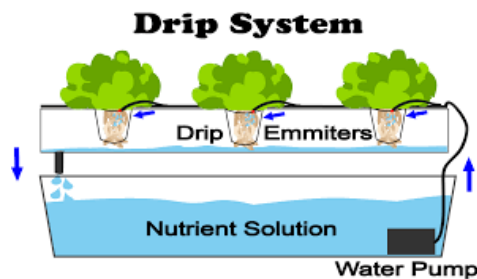 Drip System
Drip Emmiters
Nutrient Solution
Water Pump